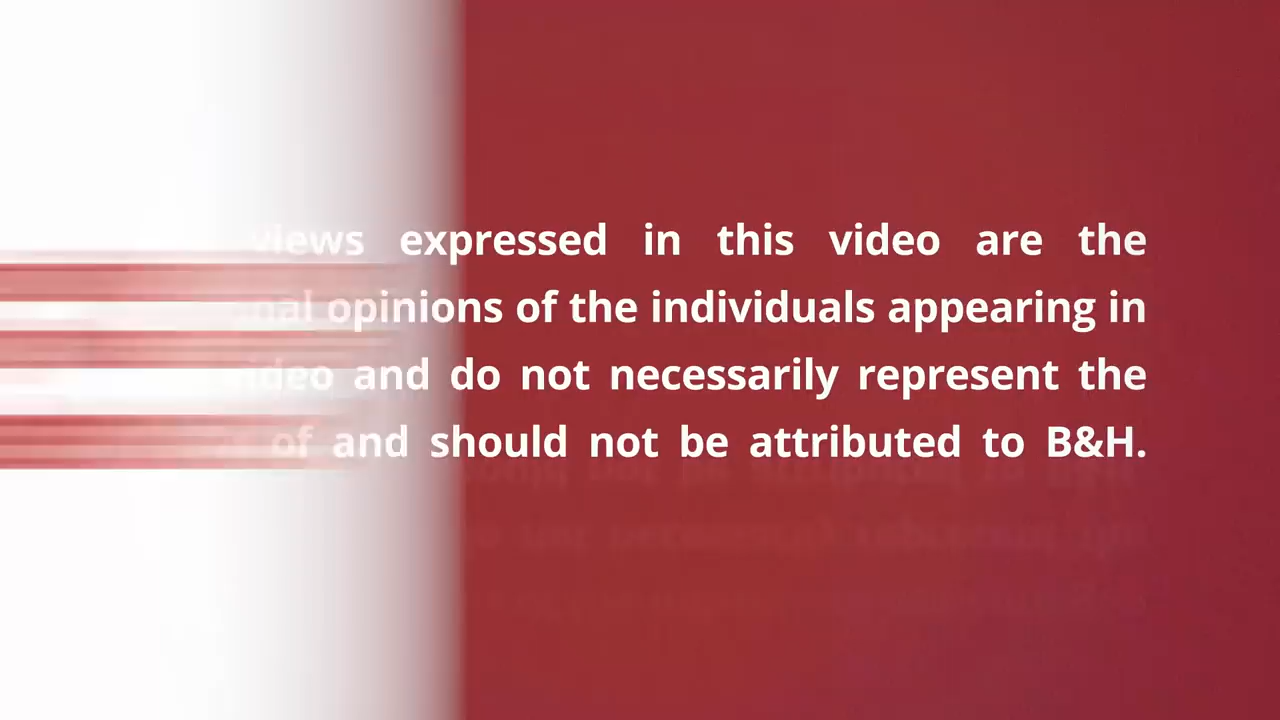 views expressed in this video are the
opinions of the individuals appearing in
and do not necessarily represent the
of and should not be attributed to B&H.